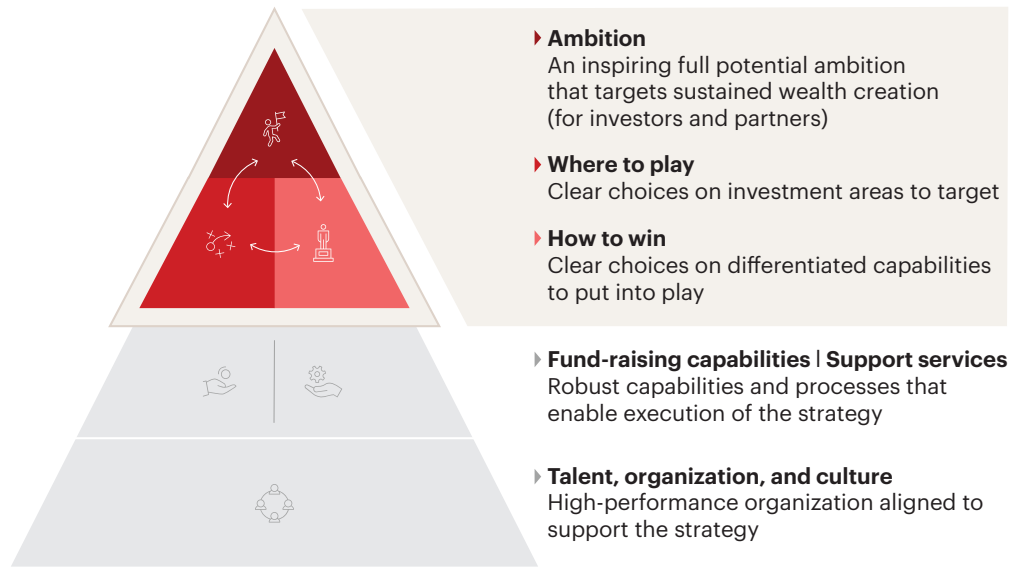 Ambition
An inspiring full potential ambition
that targets sustained wealth creation
(for investors and partners)
Where to play
Clear choices on investment areas to target
How to win
Clear choices on differentiated capabilities
to put into play
Fund-raising capabilities | Support services
Robust capabilities and processes that
enable execution of the strategy
Talent, organization, and culture
High-performance organization aligned to
support the strategy